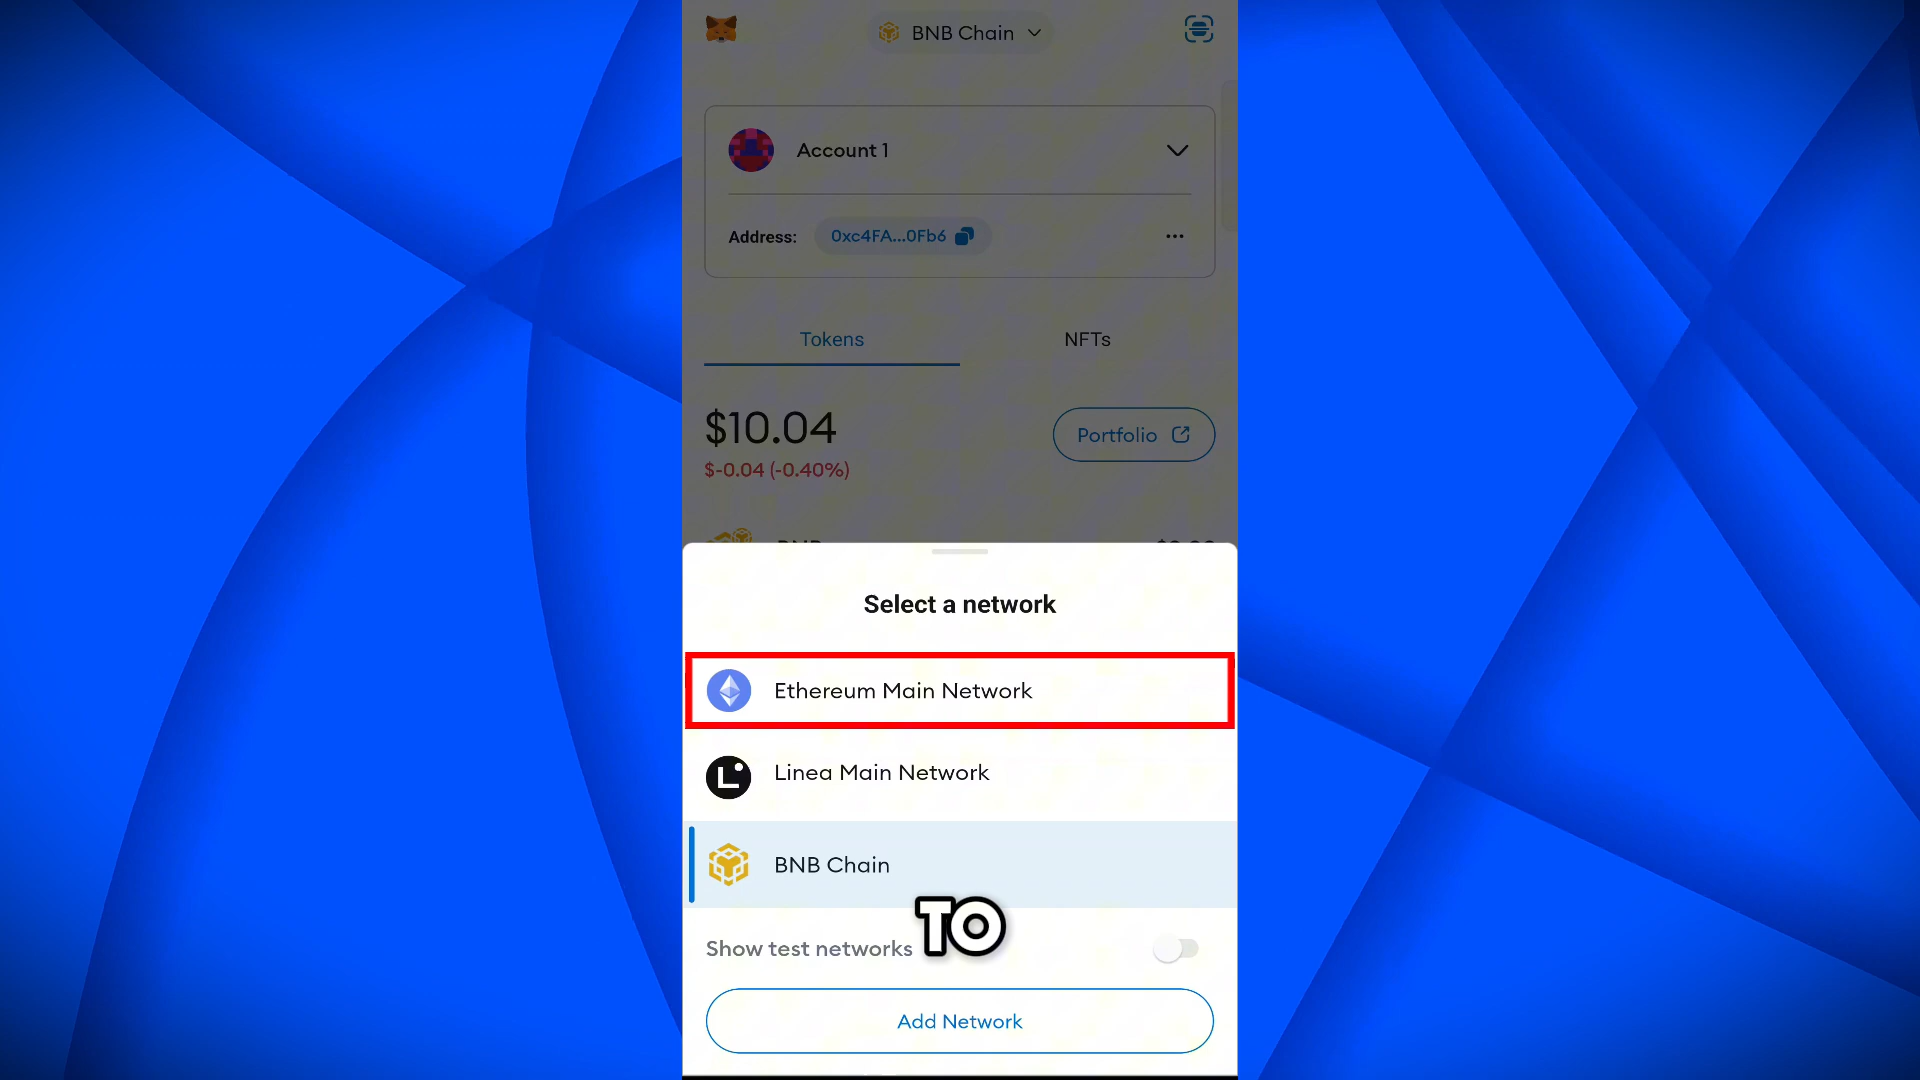 BNB Chain
Account 1
Address: 0xc4FA...0Fb6
Tokens NFTs
$10.04
Portfolio
$-0.04 (-0.40%)
Select a network
Ethereum Main Network
Linea Main Network
BNB Chain
TO
Show test networks
Add Network